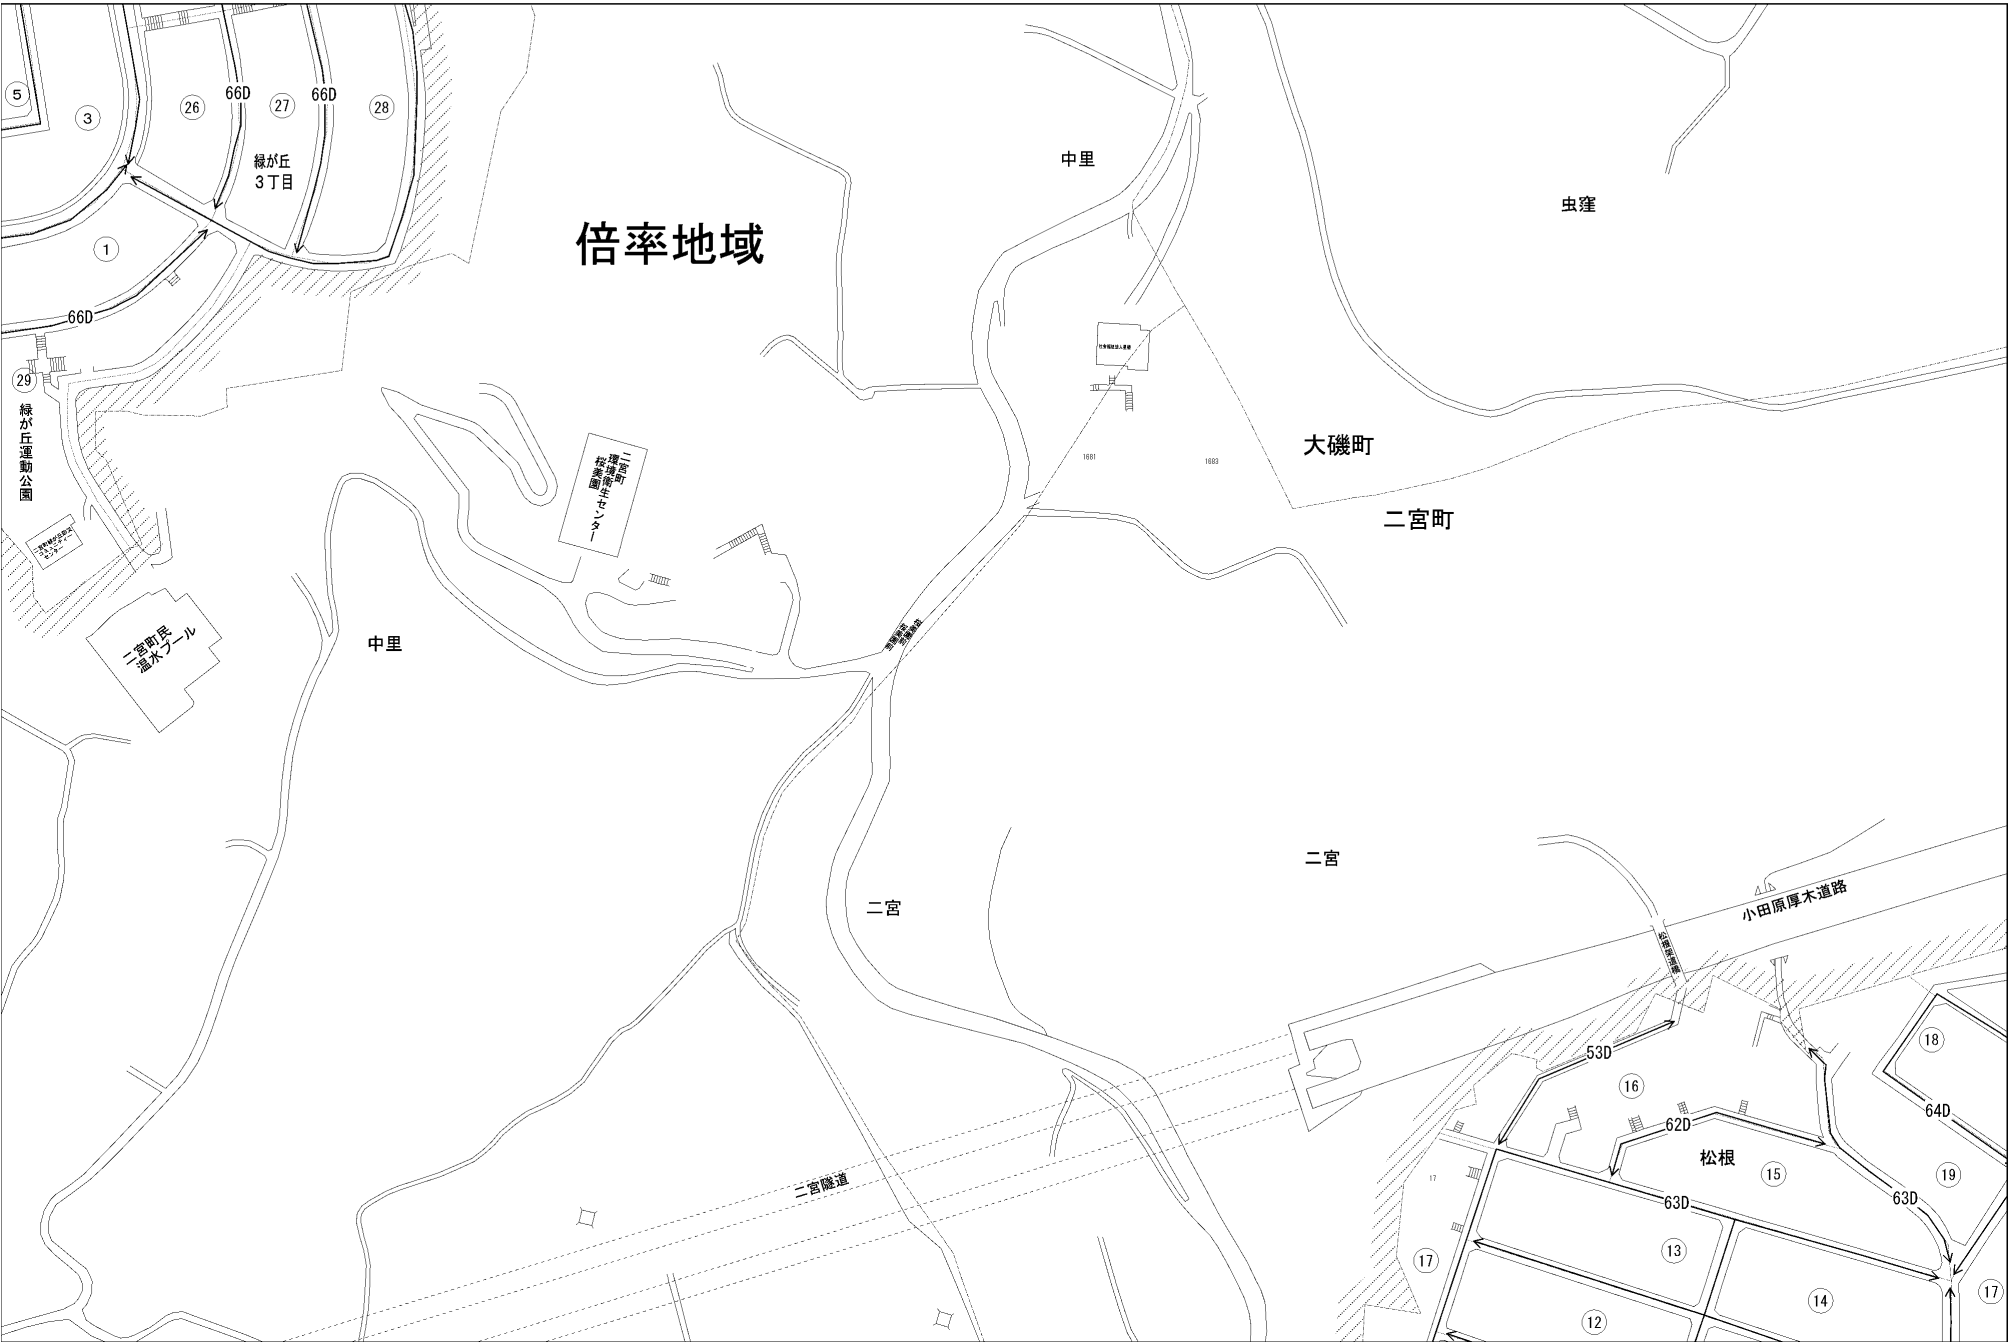 5
3
26
66D
27
66D
28
緑が丘
3丁目
1
66D
29
緑が丘運動公園
倍率地域
中里
虫窪
大磯町
1681
1683
二宮町
二宮町
環境衛生センター
桜美園
二宮町民
温水プール
中里
二宮
二宮
小田原厚木道路
松根架道橋
二宮隧道
53D
16
62D
松根
15
63D
63D
18
64D
19
17
17
13
14
12
17